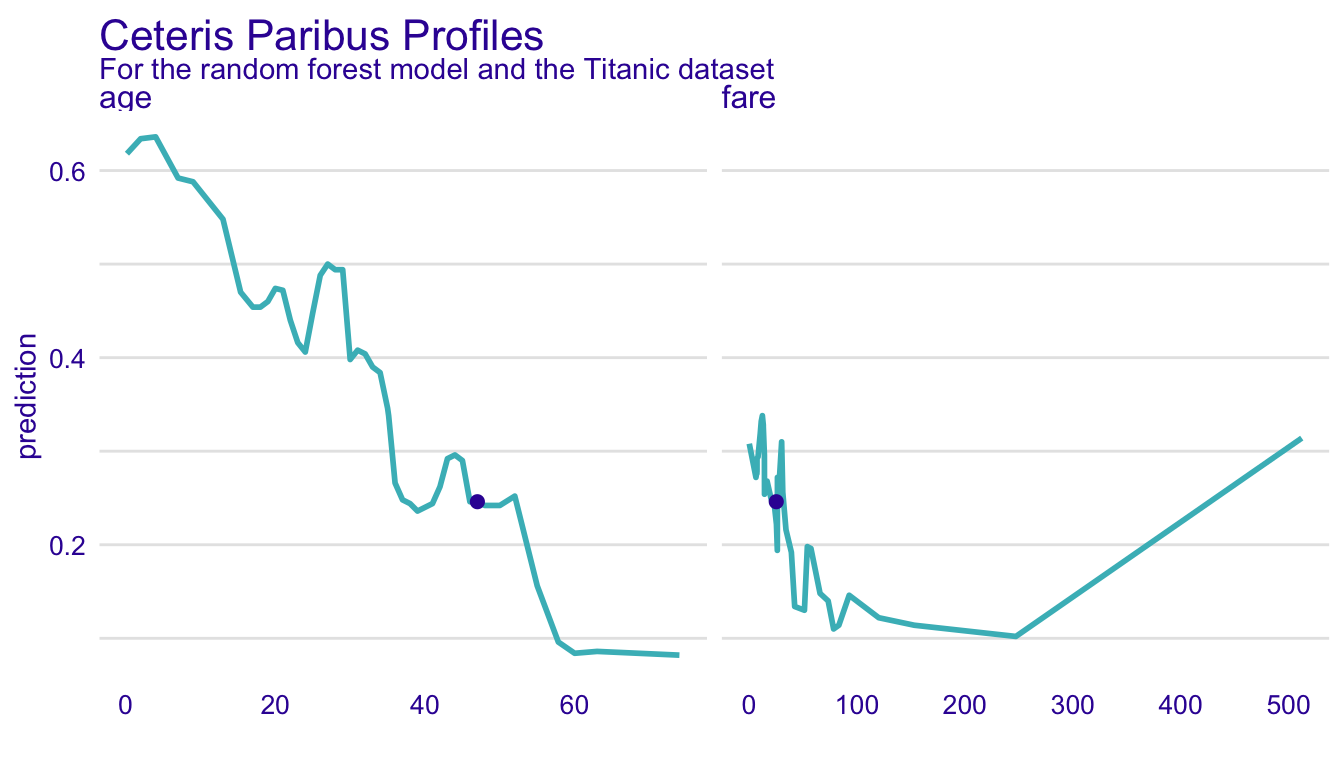 Ceteris Paribus Profiles
For the random forest model and the Titanic dataset
age
fare
prediction
0.6
0.4
0.2
0 20 40 60
0 100 200 300 400 500